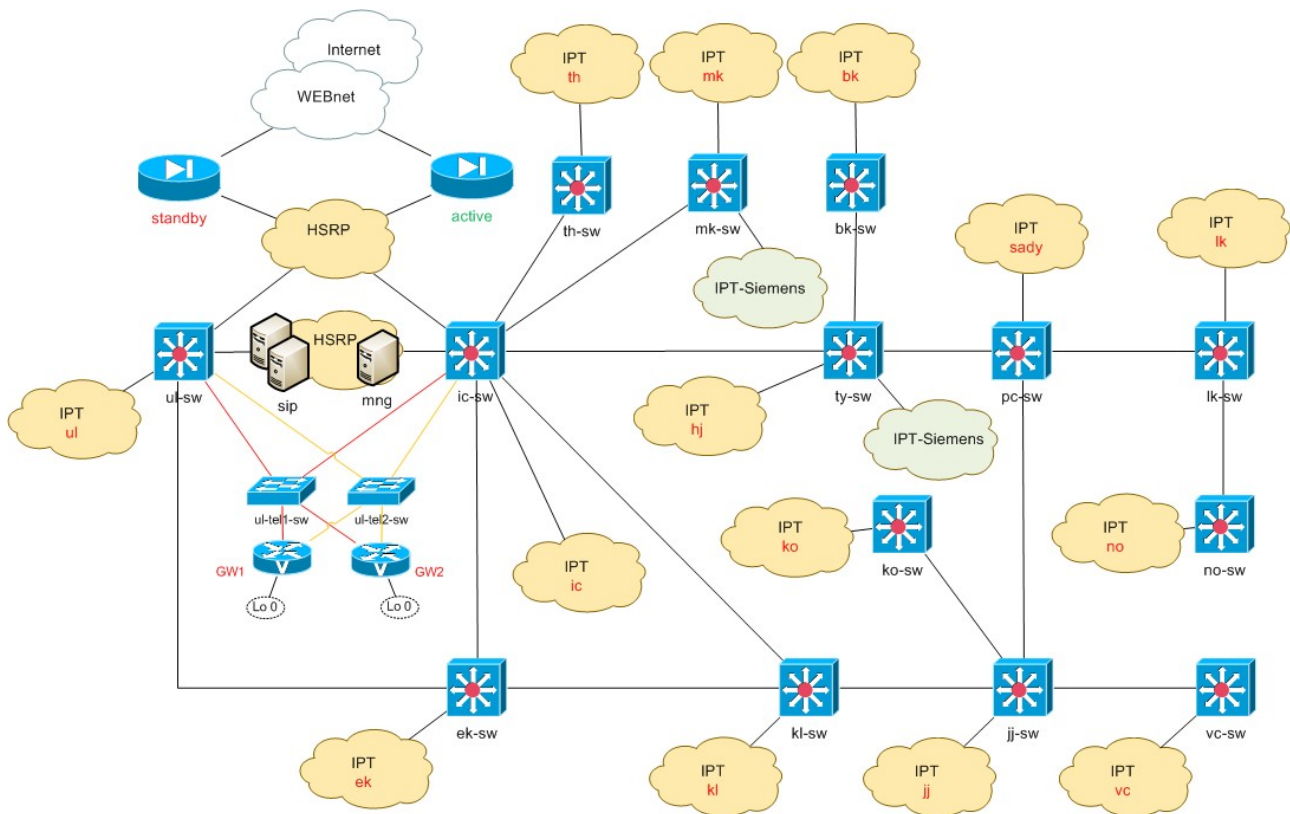 Internet
WEBnet
IPT
th
IPT
mk
IPT
bk
standby
active
HSRP
th-sw
mk-sw
bk-sw
IPT
sady
IPT
lk
IPT-Siemens
HSRP
ul-sw
sip
mng
ic-sw
ty-sw
pc-sw
lk-sw
IPT
ul
IPT
hj
IPT-Siemens
ul-tel1-sw
ul-tel2-sw
GW1
V
V
GW2
Lo 0
Lo 0
IPT
ic
IPT
ko
ko-sw
IPT
no
no-sw
ek-sw
kl-sw
jj-sw
vc-sw
IPT
ek
IPT
kl
IPT
jj
IPT
vc